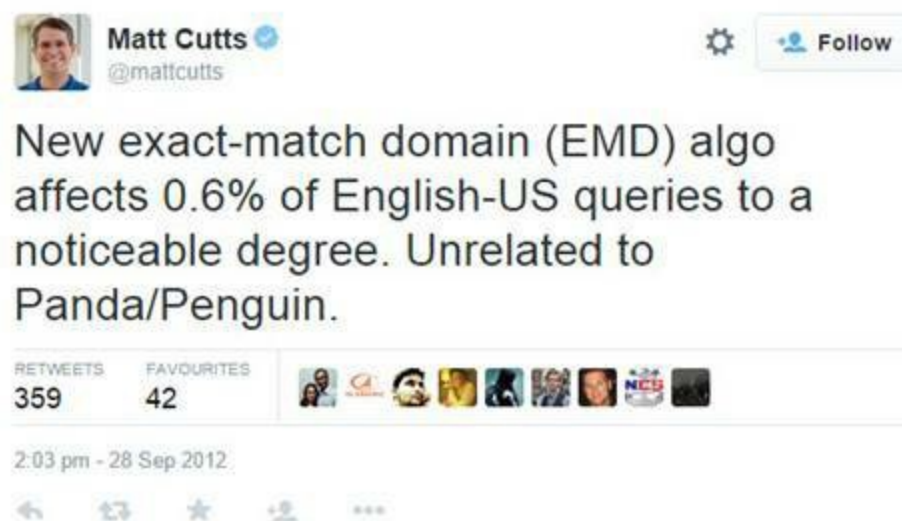 Matt Cutts
@mattcutts
Follow
New exact-match domain (EMD) algo
affects 0.6% of English-US queries to a
noticeable degree. Unrelated to
Panda/Penguin.
RETWEETS FAVOURITES
359 42
NCS
2:03 pm - 28 Sep 2012